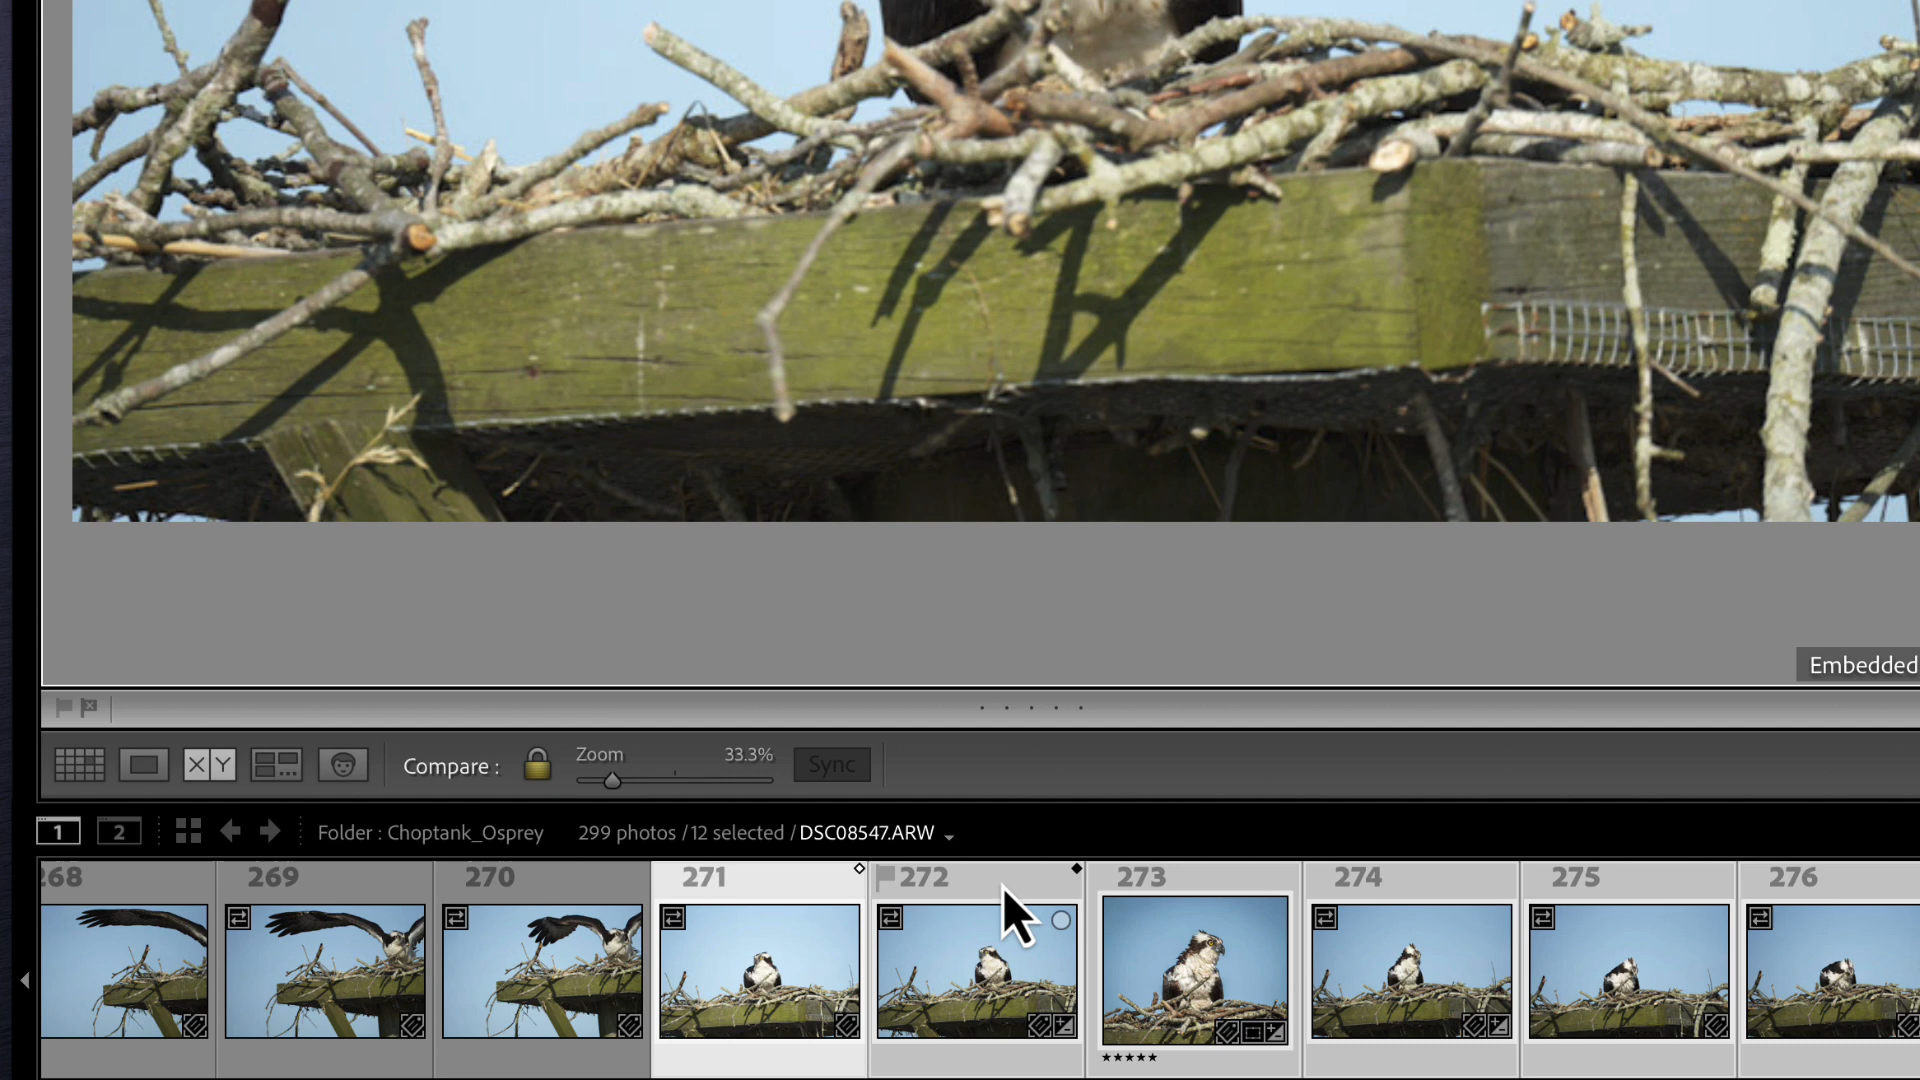 Embedded
XY
Compare :
Zoom 33.3%
Sync
1
2
Folder : Choptank_Osprey
299 photos / 12 selected / DSC08547.ARW
268
269
270
271
272
273
274
275
276
★★★★★